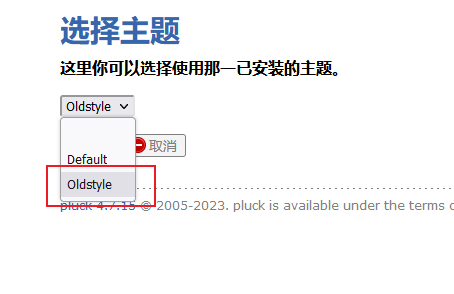 选择主题
这里你可以选择使用那一已安装的主题。
Oldstyle
取消
Default
Oldstyle
pluck 4.7.15 © 2005-2023. pluck is available under the terms